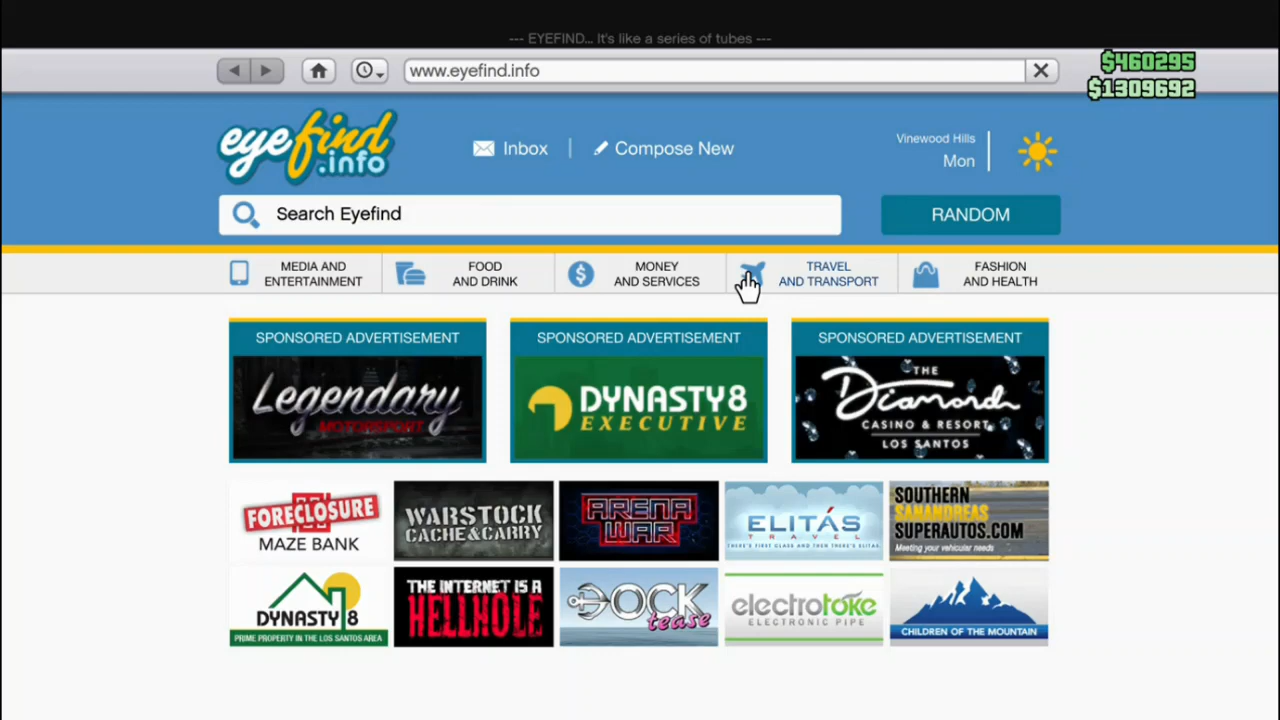 --- EYEFIND... It's like a series of tubes ---
www.eyefind.info
$460295
$1309692
eyefind
.info
Inbox
Compose New
Vinewood Hills
Mon
Search Eyefind
RANDOM
MEDIA AND
ENTERTAINMENT
FOOD
AND DRINK
MONEY
AND SERVICES
TRAVEL
AND TRANSPORT
FASHION
AND HEALTH
SPONSORED ADVERTISEMENT
Legendary
MOTORSPORT
SPONSORED ADVERTISEMENT
DYNASTY 8
EXECUTIVE
SPONSORED ADVERTISEMENT
THE
Diamond
CASINO & RESORT
LOS SANTOS
FORECLOSURE
MAZE BANK
WARSTOCK
CACHE & CARRY
ARENA
WAR
ELITÁS
TRAVEL
THERE'S FIRST CLASS AND THEN THERE'S ELITAS
SOUTHERN
SANANDREAS
SUPERAUTOS.COM
Meeting your vehicular needs
DYNASTY 8
PRIME PROPERTY IN THE LOS SANTOS AREA
THE INTERNET IS A
HELLHOLE
DOCK
tease
electrotoke
ELECTRONIC PIPE
CHILDREN OF THE MOUNTAIN